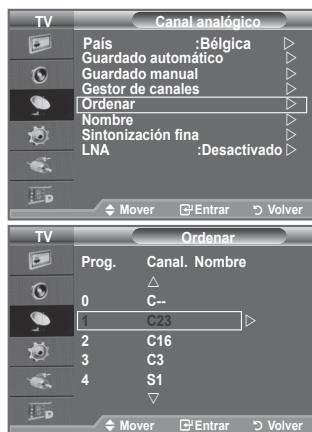 TV Canal analógico
País :Bélgica
Guardado automático
Guardado manual
Gestor de canales
Ordenar
Nombre
Sintonización fina
LNA :Desactivado
Mover Entrar Volver
TV Ordenar
Prog. Canal. Nombre
0 C--
1 C23
2 C16
3 C3
4 S1
Mover Entrar Volver